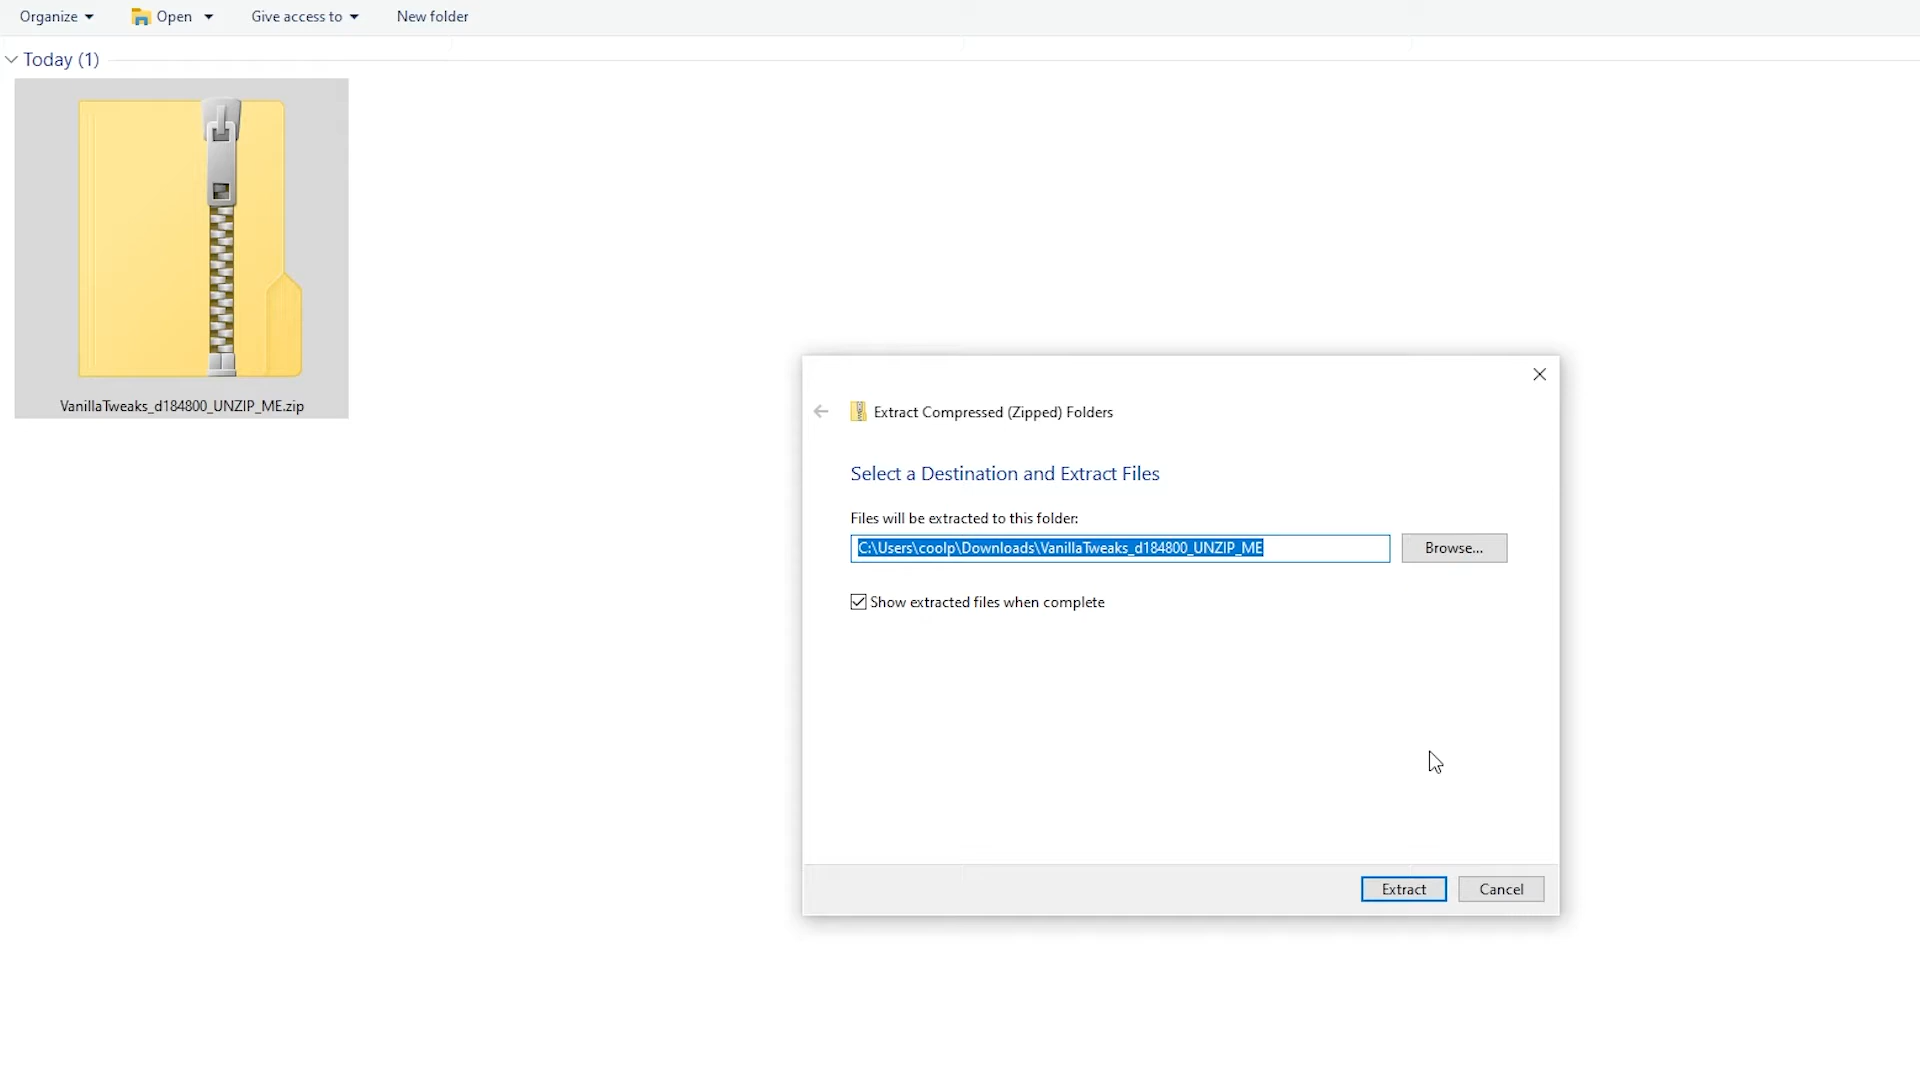 Organize
Open
Give access to
New folder
Today (1)
VanillaTweaks_d184800_UNZIP_ME.zip
Extract Compressed (Zipped) Folders
Select a Destination and Extract Files
Files will be extracted to this folder:
C:\Users\coolp\Downloads\VanillaTweaks_d184800_UNZIP_ME
Browse...
Show extracted files when complete
Extract
Cancel